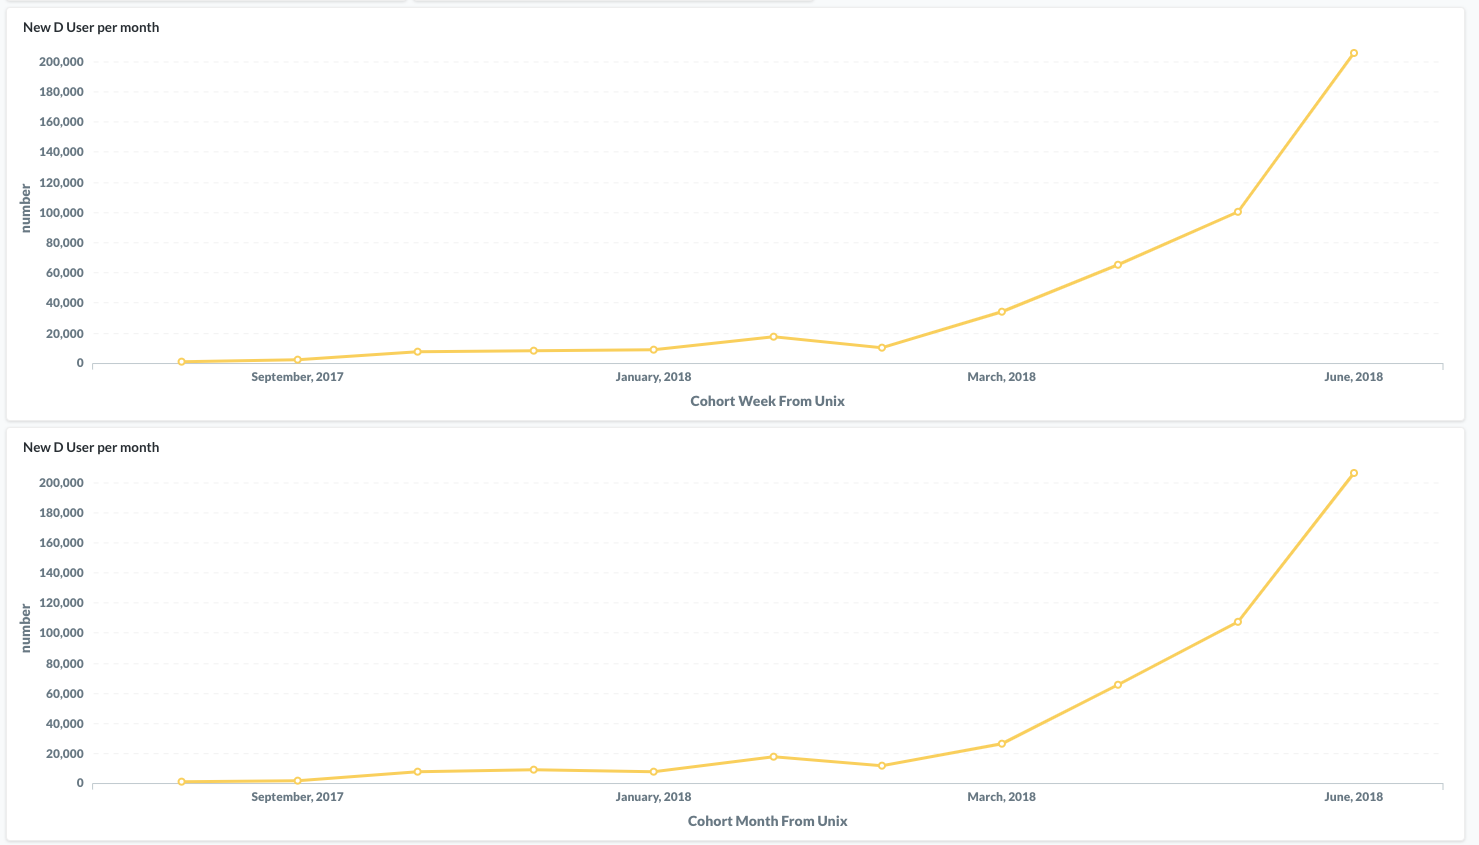 New D User per month
200,000
180,000
160,000
140,000
120,000
100,000
80,000
60,000
40,000
20,000
0
number
September, 2017
January, 2018
March, 2018
June, 2018
Cohort Week From Unix
New D User per month
200,000
180,000
160,000
140,000
120,000
100,000
80,000
60,000
40,000
20,000
0
number
September, 2017
January, 2018
March, 2018
June, 2018
Cohort Month From Unix